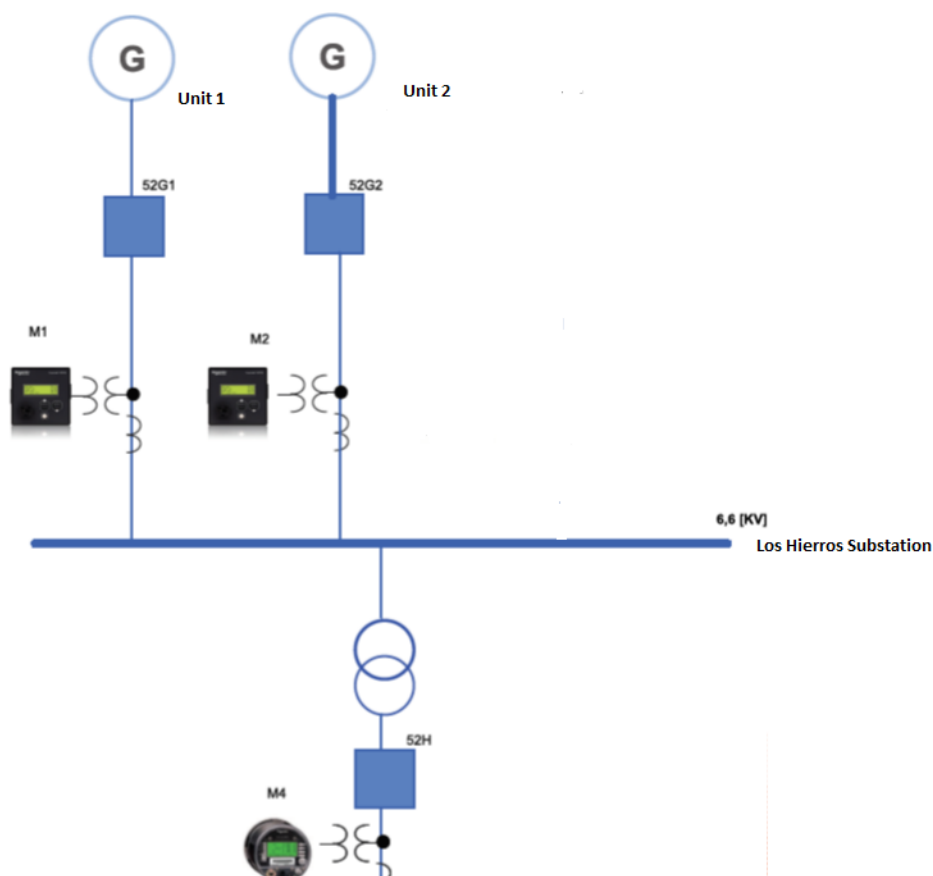 G
G
Unit 1
Unit 2
52G1
52G2
M1
M2
6,6 [KV]
Los Hierros Substation
52H
M4